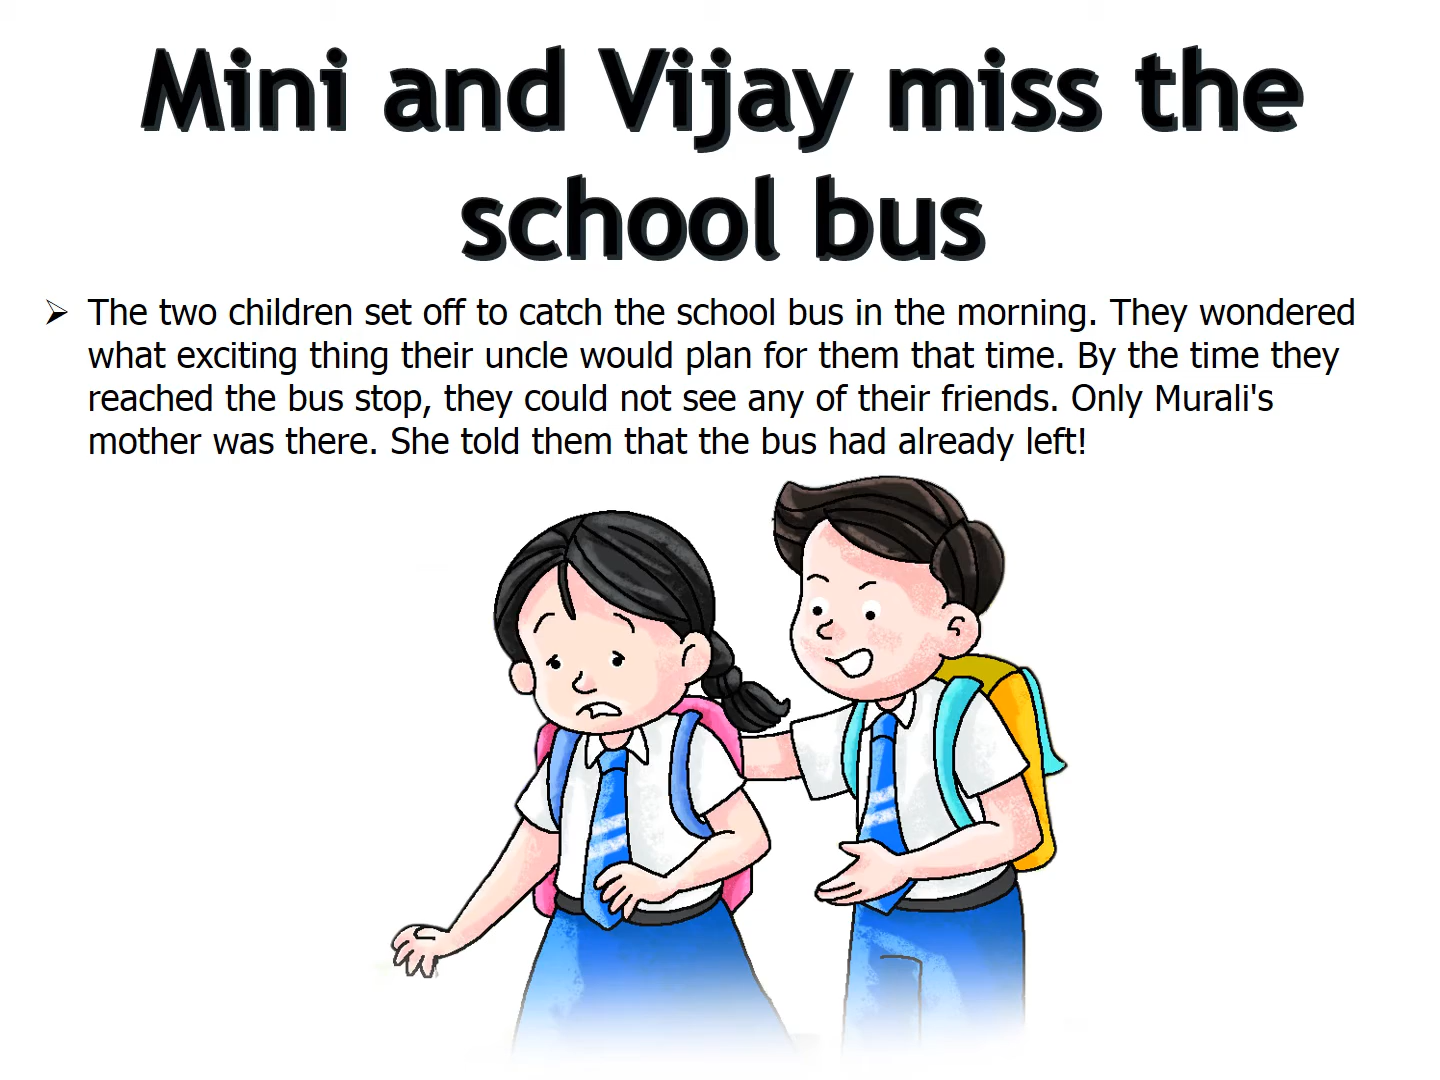 Mini and Vijay miss the
school bus
➢ The two children set off to catch the school bus in the morning. They wondered
what exciting thing their uncle would plan for them that time. By the time they
reached the bus stop, they could not see any of their friends. Only Murali's
mother was there. She told them that the bus had already left!